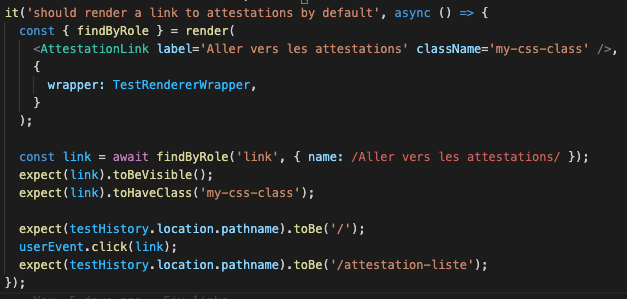 it('should render a link to attestations by default', async () => {
const { findByRole } = render(
<AttestationLink label='Aller vers les attestations' className='my-css-class' />,
{
wrapper: TestRendererWrapper,
}
);
const link = await findByRole('link', { name: /Aller vers les attestations/ });
expect(link).toBeVisible();
expect(link).toHaveClass('my-css-class');
expect(testHistory.location.pathname).toBe('/');
userEvent.click(link);
expect(testHistory.location.pathname).toBe('/attestation-liste');
});